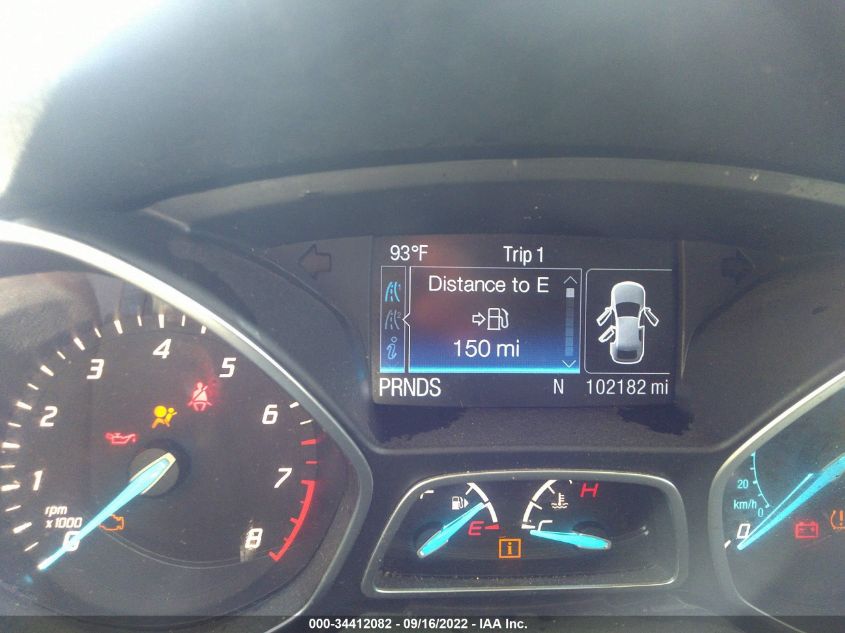 93°F Trip 1
Distance to E
150 mi
PRNDS N 102182 mi
0 1 2 3 4 5 6 7 8
rpm
x1000
E
C H
i
20
km/h 0
0
000-34412082 - 09/16/2022 - IAA Inc.